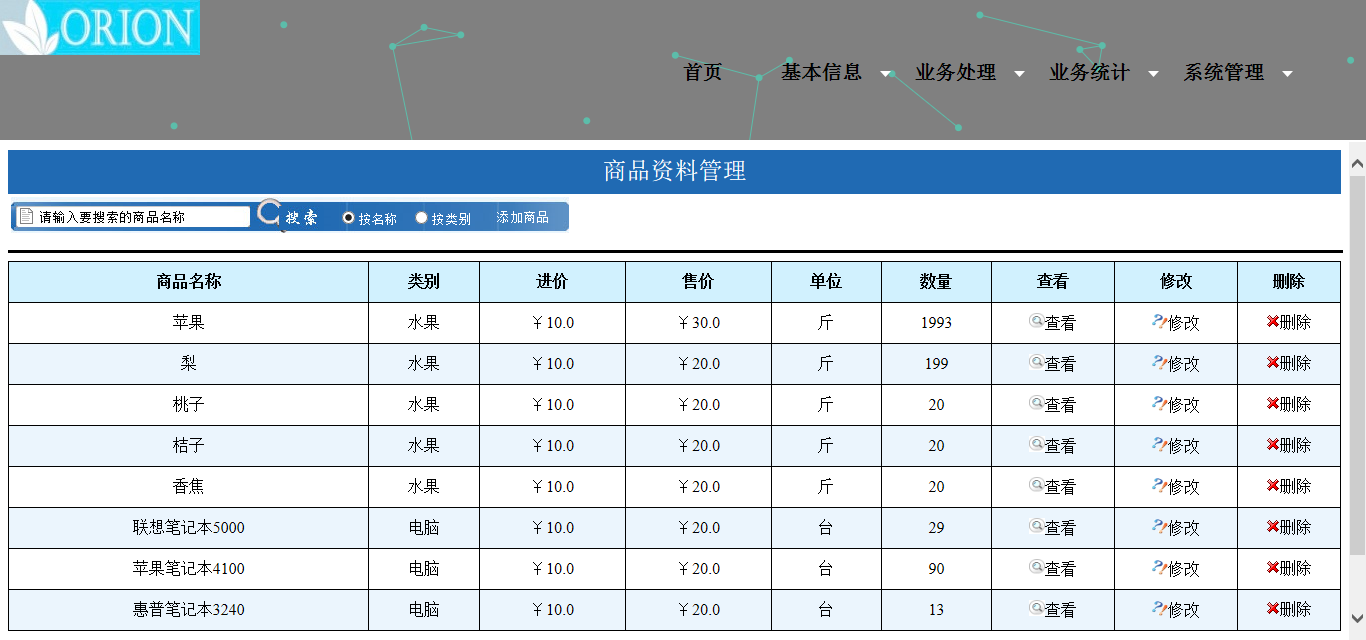 ORION
首页 基本信息 业务处理 业务统计 系统管理
商品资料管理
请输入要搜索的商品名称 搜索 按名称 按类别 添加商品
商品名称 类别 进价 售价 单位 数量 查看 修改 删除
苹果 水果 ￥10.0 ￥30.0 斤 1993 查看 修改 删除
梨 水果 ￥10.0 ￥20.0 斤 199 查看 修改 删除
桃子 水果 ￥10.0 ￥20.0 斤 20 查看 修改 删除
桔子 水果 ￥10.0 ￥20.0 斤 20 查看 修改 删除
香焦 水果 ￥10.0 ￥20.0 斤 20 查看 修改 删除
联想笔记本5000 电脑 ￥10.0 ￥20.0 台 29 查看 修改 删除
苹果笔记本4100 电脑 ￥10.0 ￥20.0 台 90 查看 修改 删除
惠普笔记本3240 电脑 ￥10.0 ￥20.0 台 13 查看 修改 删除